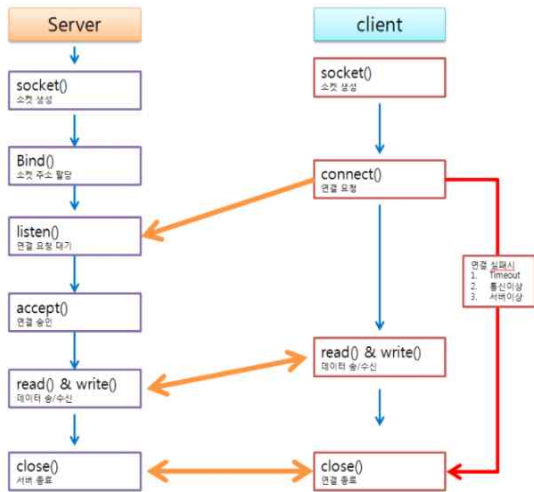 Server
socket()
소켓 생성
Bind()
소켓 주소 할당
listen()
연결 요청 대기
accept()
연결 승인
read() & write()
데이터 송/수신
close()
서버 종료
client
socket()
소켓 생성
connect()
연결 요청
read() & write()
데이터 송/수신
close()
연결 종료
연결 실패시
1. Timeout
2. 통신이상
3. 서버이상